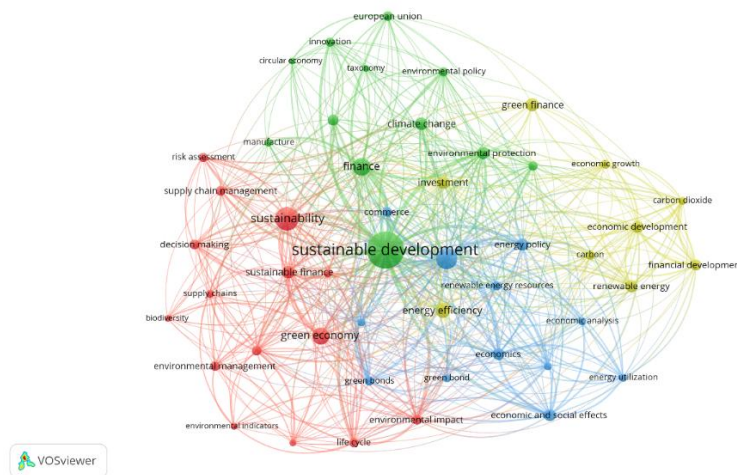 european union
innovation
circular economy
taxonomy
environmental policy
green finance
climate change
manufacture
environmental protection
risk assessment
finance
economic growth
investment
supply chain management
carbon dioxide
commerce
sustainability
economic development
decision making
sustainable development
energy policy
carbon
financial development
sustainable finance
renewable energy resources
renewable energy
supply chains
energy efficiency
biodiversity
economic analysis
green economy
economics
environmental management
green bonds
green bond
energy utilization
economic and social effects
environmental impact
environmental indicators
life cycle
VOSviewer